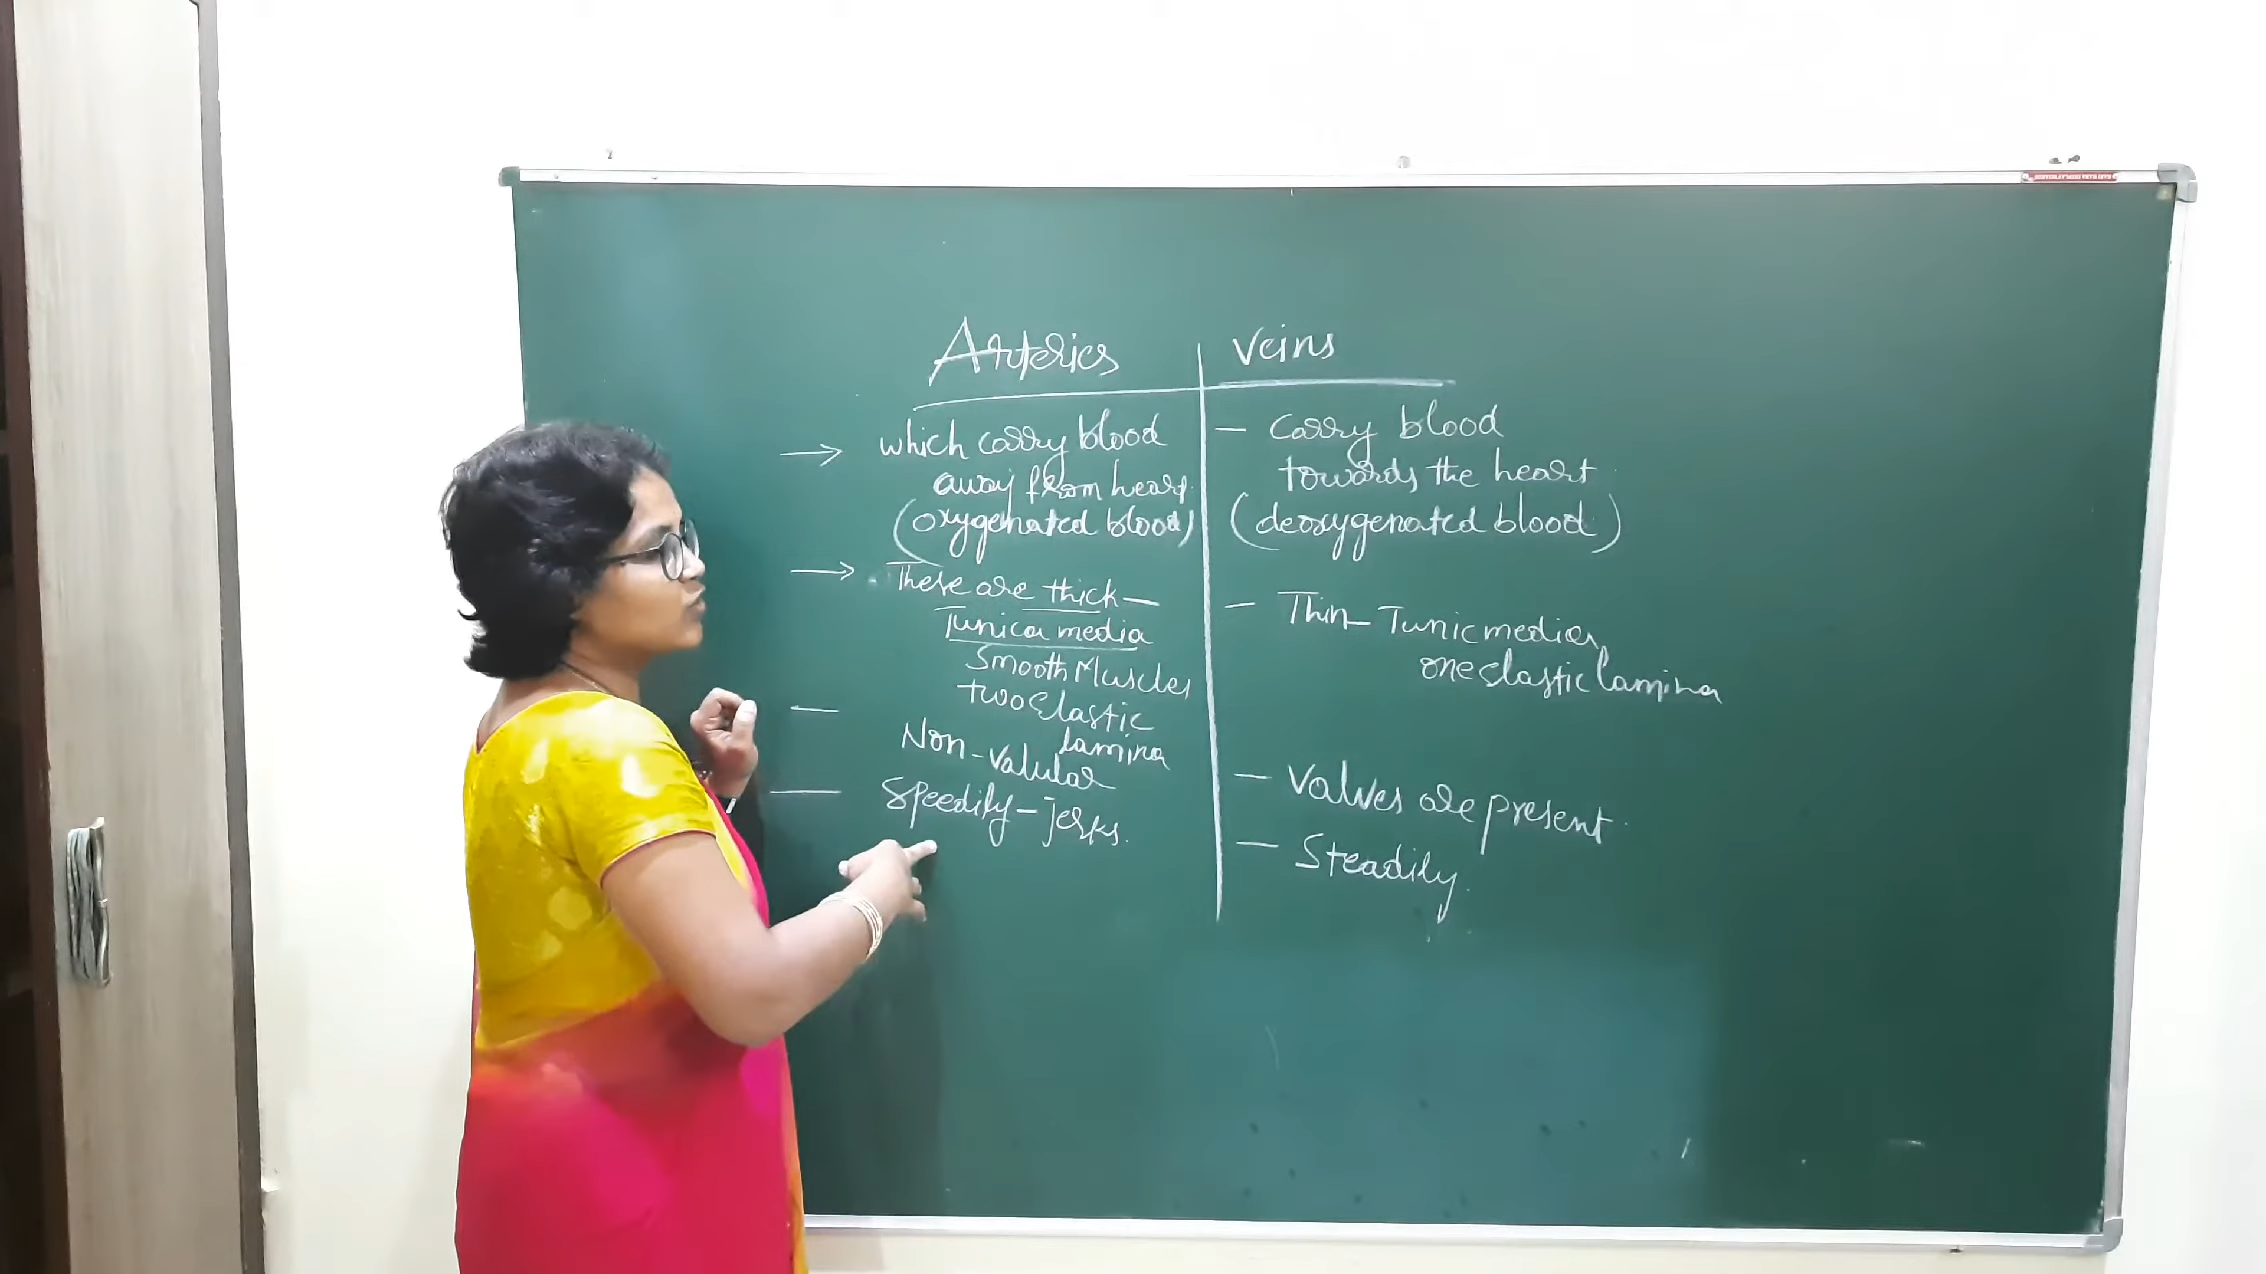 Arteries
which carry blood
away from heart
(oxygenated blood)
These are thick —
Tunica media
Smooth Muscles
two Elastic
lamina
Non-Valular
Speedily - Jerks.
Veins
- Carry blood
towards the heart
(deoxygenated blood)
- Thin - Tunic media,
one elastic lamina
- Valves are present
- Steadily.